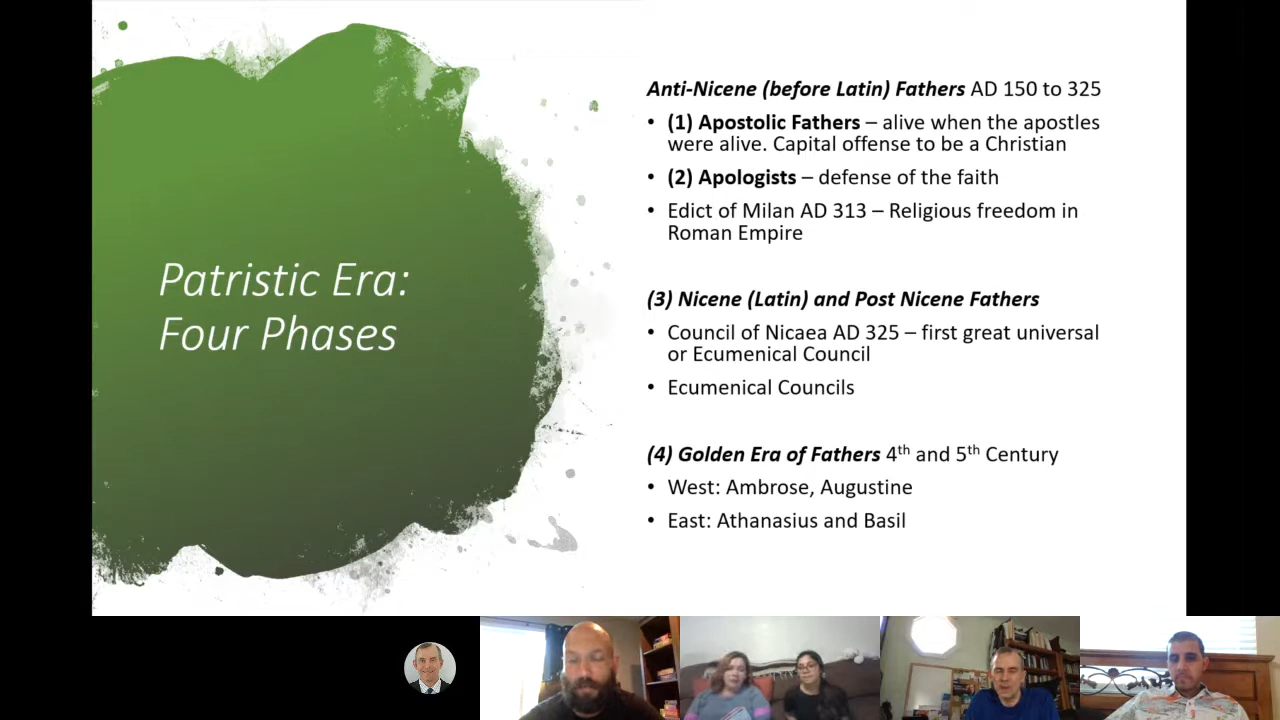 Patristic Era:
Four Phases
Anti-Nicene (before Latin) Fathers AD 150 to 325
• (1) Apostolic Fathers – alive when the apostles
were alive. Capital offense to be a Christian
• (2) Apologists – defense of the faith
• Edict of Milan AD 313 – Religious freedom in
Roman Empire
(3) Nicene (Latin) and Post Nicene Fathers
• Council of Nicaea AD 325 – first great universal
or Ecumenical Council
• Ecumenical Councils
(4) Golden Era of Fathers 4th and 5th Century
• West: Ambrose, Augustine
• East: Athanasius and Basil